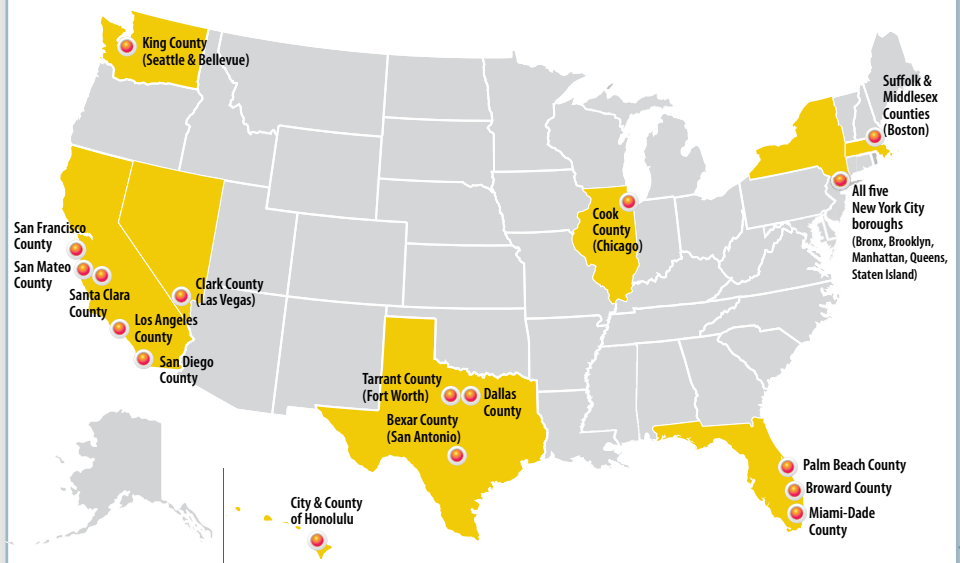 King County
(Seattle & Bellevue)
Suffolk &
Middlesex
Counties
(Boston)
All five
New York City
boroughs
(Bronx, Brooklyn,
Manhattan, Queens,
Staten Island)
Cook
County
(Chicago)
San Francisco
County
San Mateo
County
Santa Clara
County
Clark County
(Las Vegas)
Los Angeles
County
San Diego
County
Tarrant County
(Fort Worth)
Dallas
County
Bexar County
(San Antonio)
Palm Beach County
Broward County
Miami-Dade
County
City & County
of Honolulu